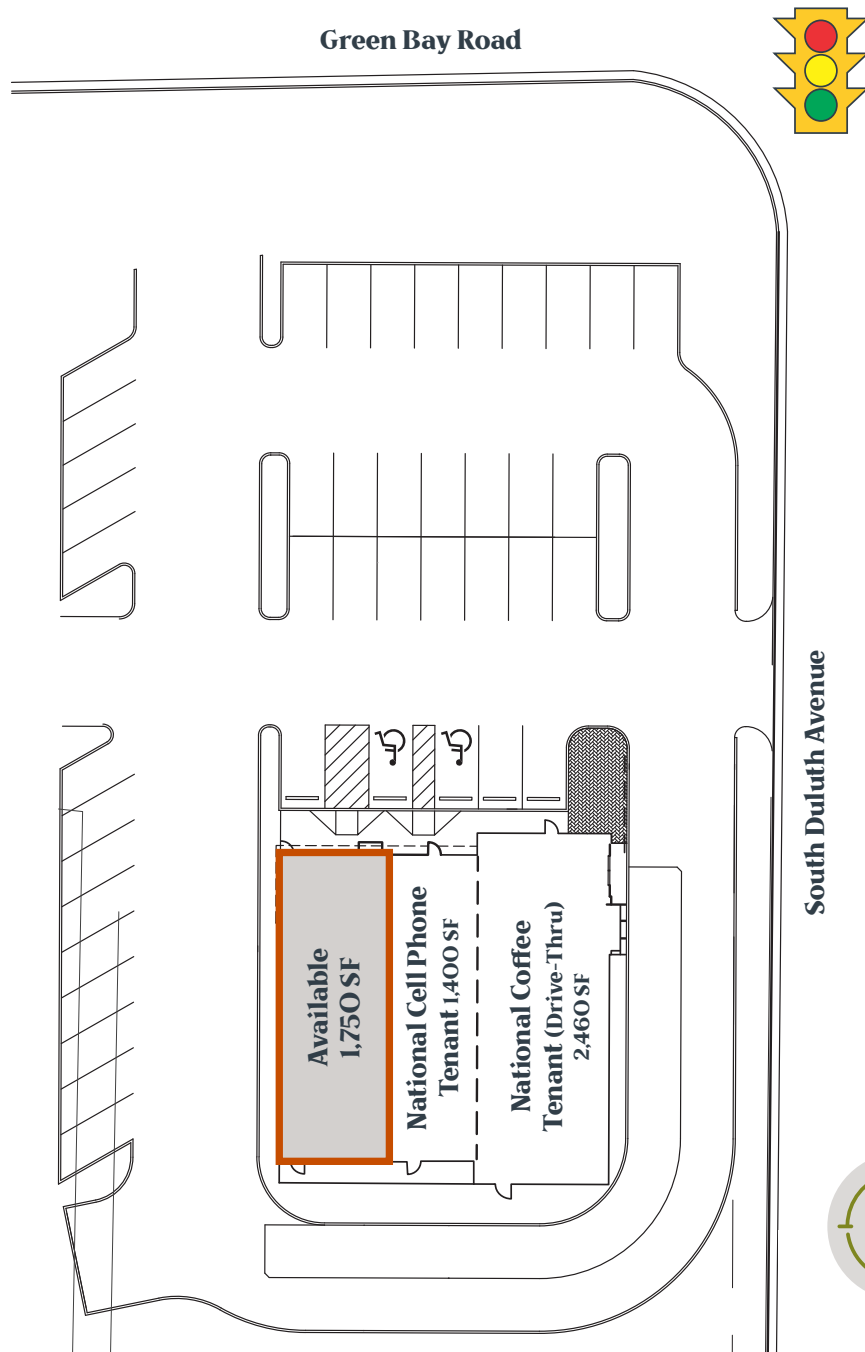 Green Bay Road
South Duluth Avenue
Available
1,750 SF
National Cell Phone
Tenant 1,400 SF
National Coffee
Tenant (Drive-Thru)
2,460 SF